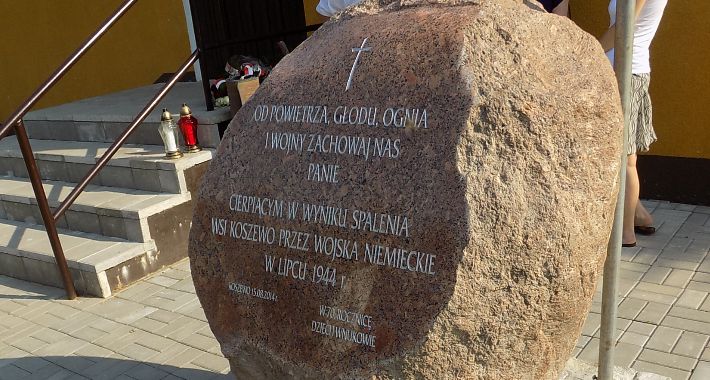 OD POWIETRZA, GŁODU, OGNIA
I WOJNY ZACHOWAJ NAS
PANIE
CIERPIĄCYM W WYNIKU SPALENIA
WSI KOSZEWO PRZEZ WOJSKA NIEMIECKIE
W LIPCU 1944 r.
KOSZEWO 15.08.2014 r.
W 70. ROCZNICĘ
DZIECI I WNUKOWIE